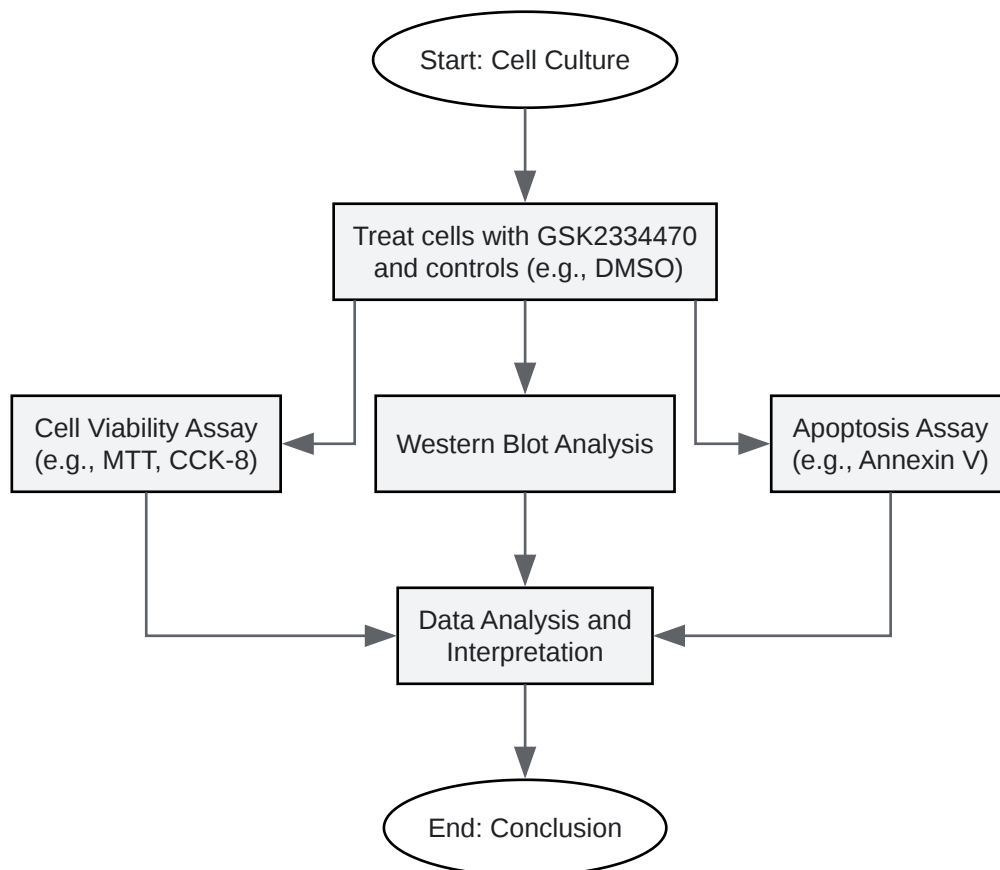 Start: Cell Culture
Treat cells with GSK2334470
and controls (e.g., DMSO)
Cell Viability Assay
(e.g., MTT, CCK-8)
Western Blot Analysis
Apoptosis Assay
(e.g., Annexin V)
Data Analysis and
Interpretation
End: Conclusion